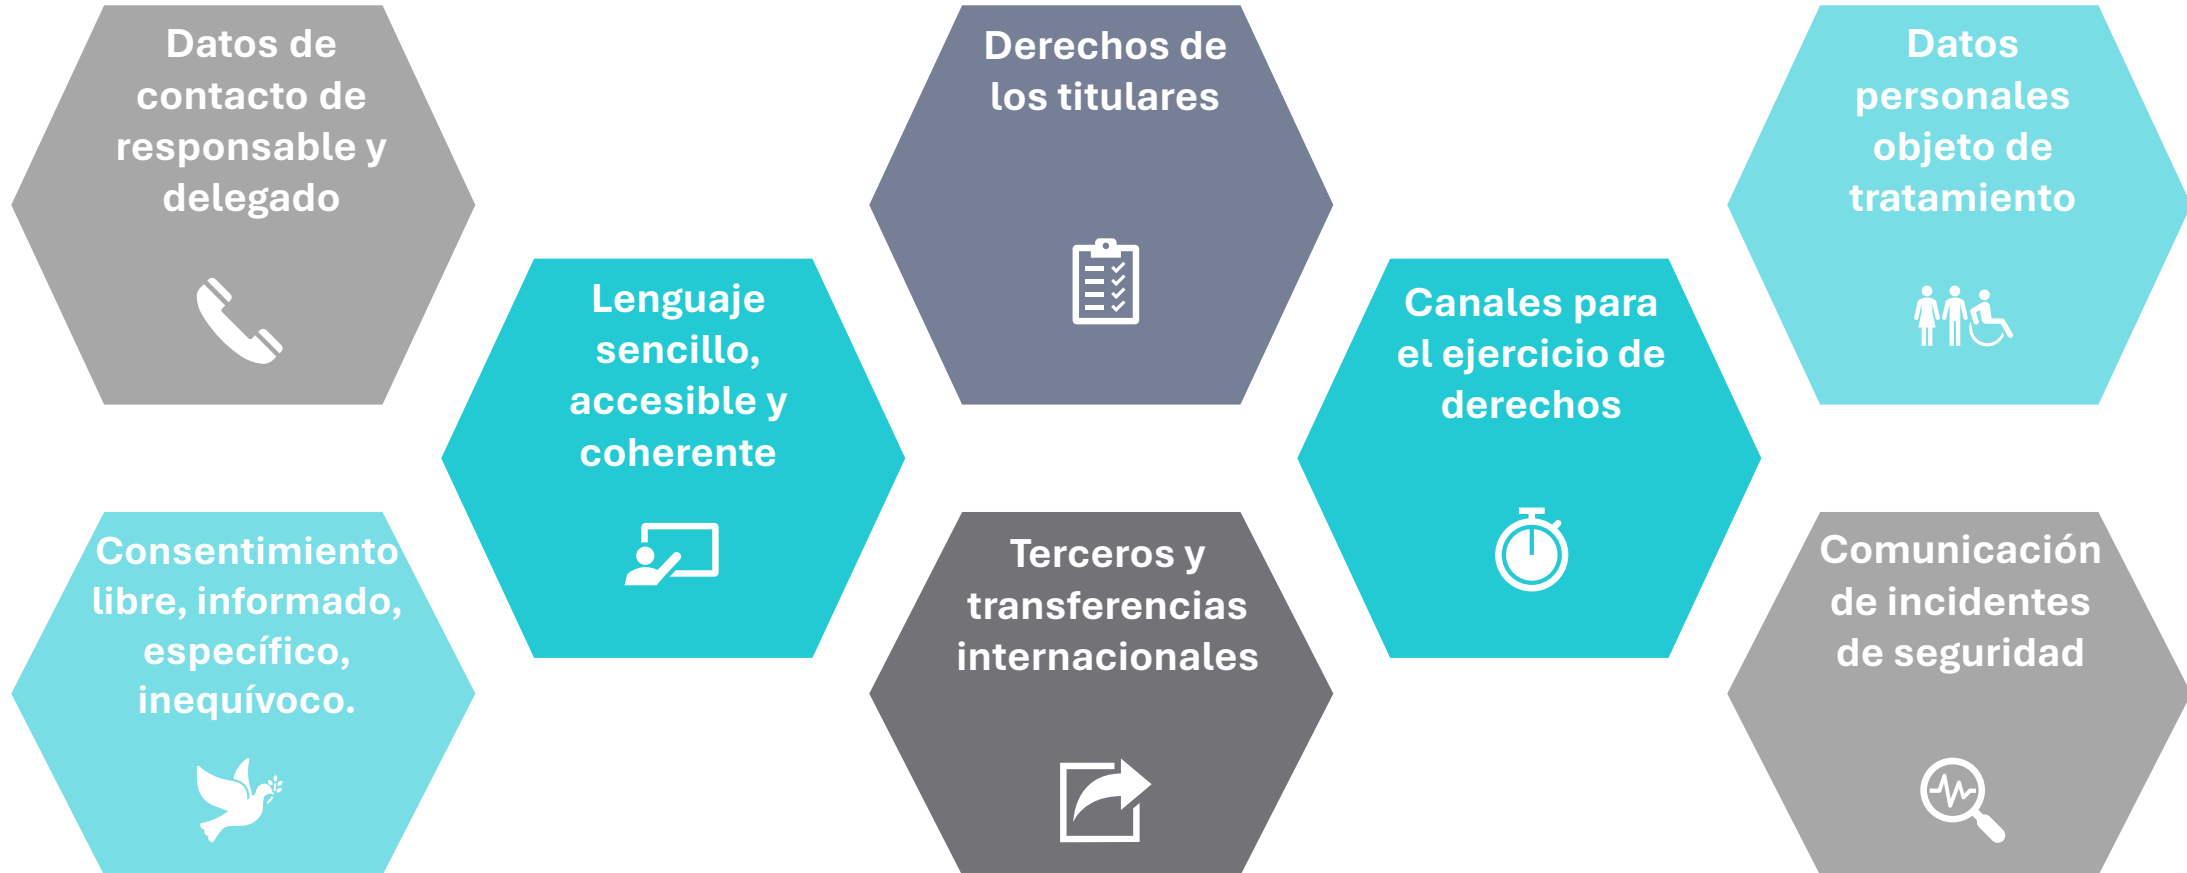 Datos de
contacto de
responsable y
delegado
Derechos de
los titulares
Datos
personales
objeto de
tratamiento
Lenguaje
sencillo,
accesible y
coherente
Canales para
el ejercicio de
derechos
Consentimiento
libre, informado,
específico,
inequívoco.
Terceros y
transferencias
internacionales
Comunicación
de incidentes
de seguridad